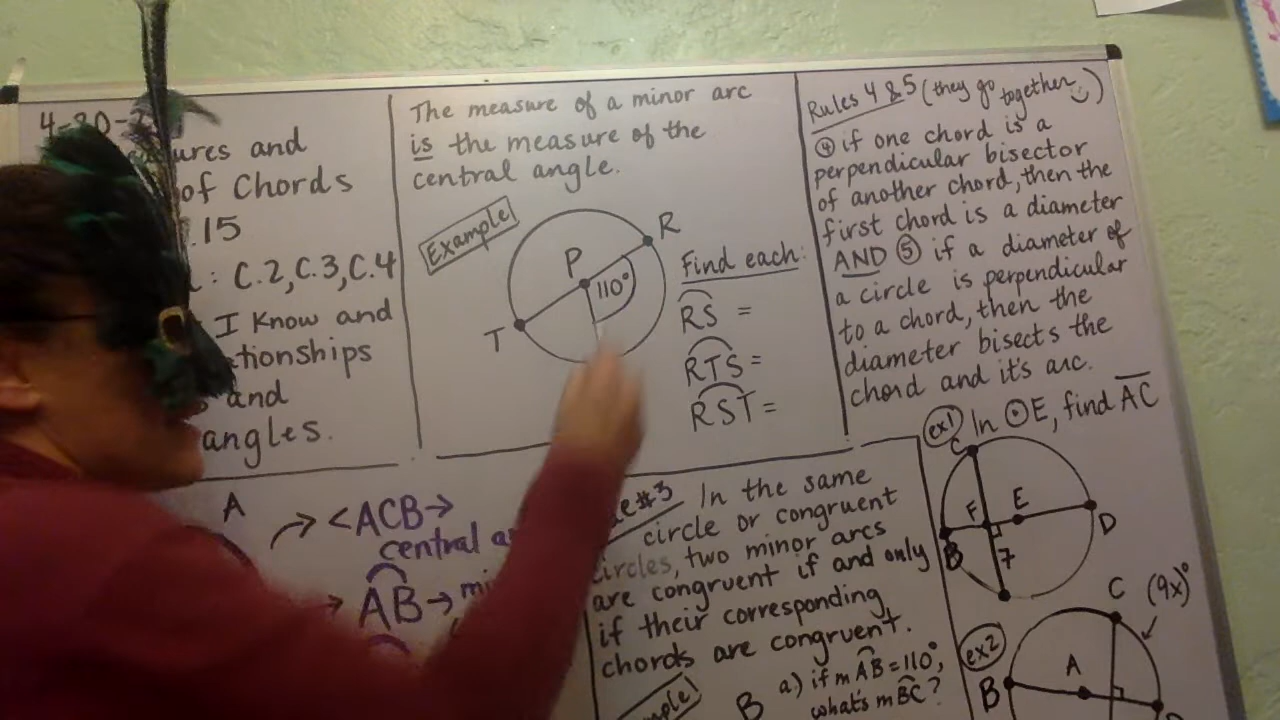 4-30-
ures and
of Chords
.15
: C.2, C.3, C.4
I Know and
tionships
and
angles.
The measure of a minor arc
is the measure of the
central angle.
Example
R
P
110°
T
Find each:
RS =
RTS =
RST =
Rules 4 & 5 (they go together)
④ if one chord is a
perpendicular bisector
of another chord, then the
first chord is a diameter
AND ⑤ if a diameter of
a circle is perpendicular
to a chord, then the
diameter bisects the
chord and it's arc.
ex1 In ⊙E, find AC
C
F
E
D
B
7
ex2
C
(9x)°
A
B
A
<ACB→
central
AB→
e#3 In the same
circle or congruent
circles, two minor arcs
are congruent if and only
if their corresponding
chords are congruent.
mple
B
a.) if mAB=110°,
what's mBC?